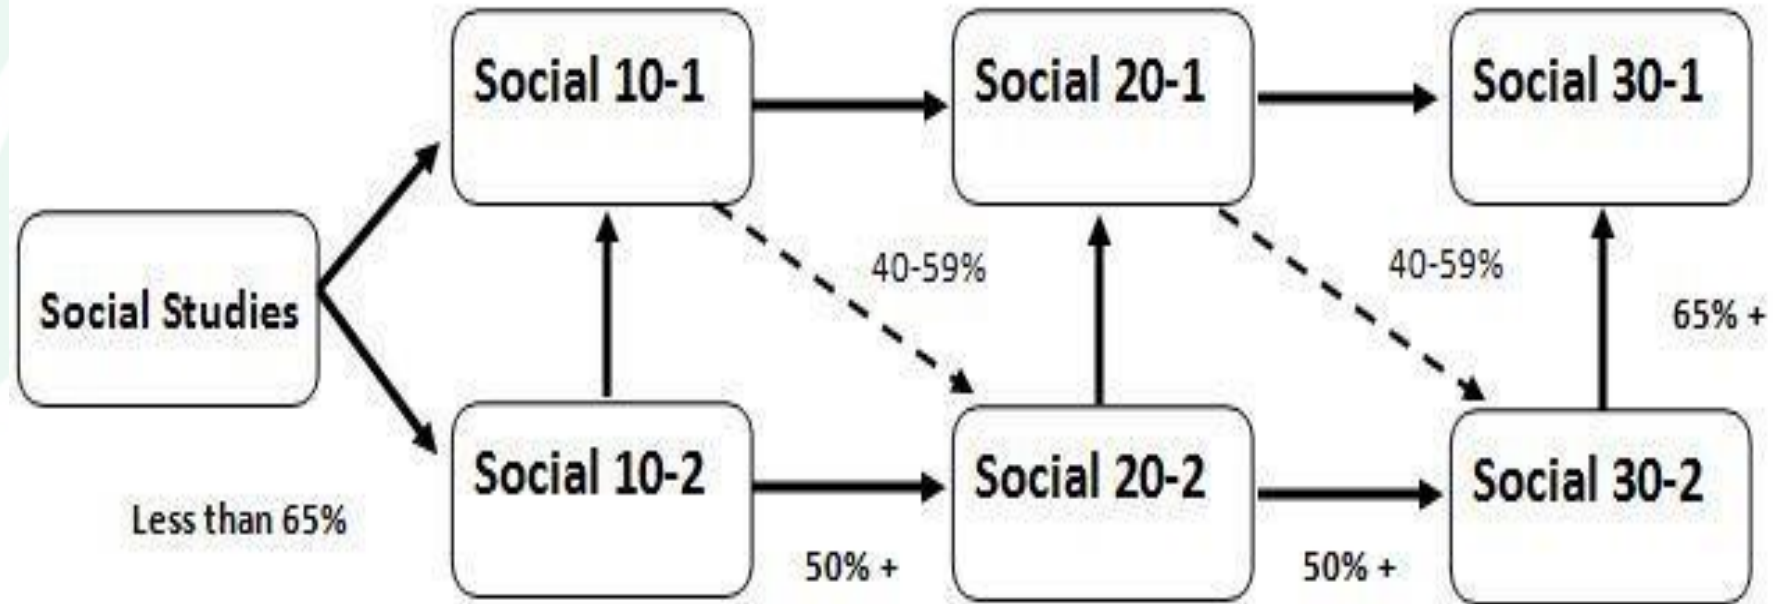 Social 10-1
Social 20-1
Social 30-1
Social Studies
40-59%
40-59%
65% +
Social 10-2
Social 20-2
Social 30-2
Less than 65%
50% +
50% +